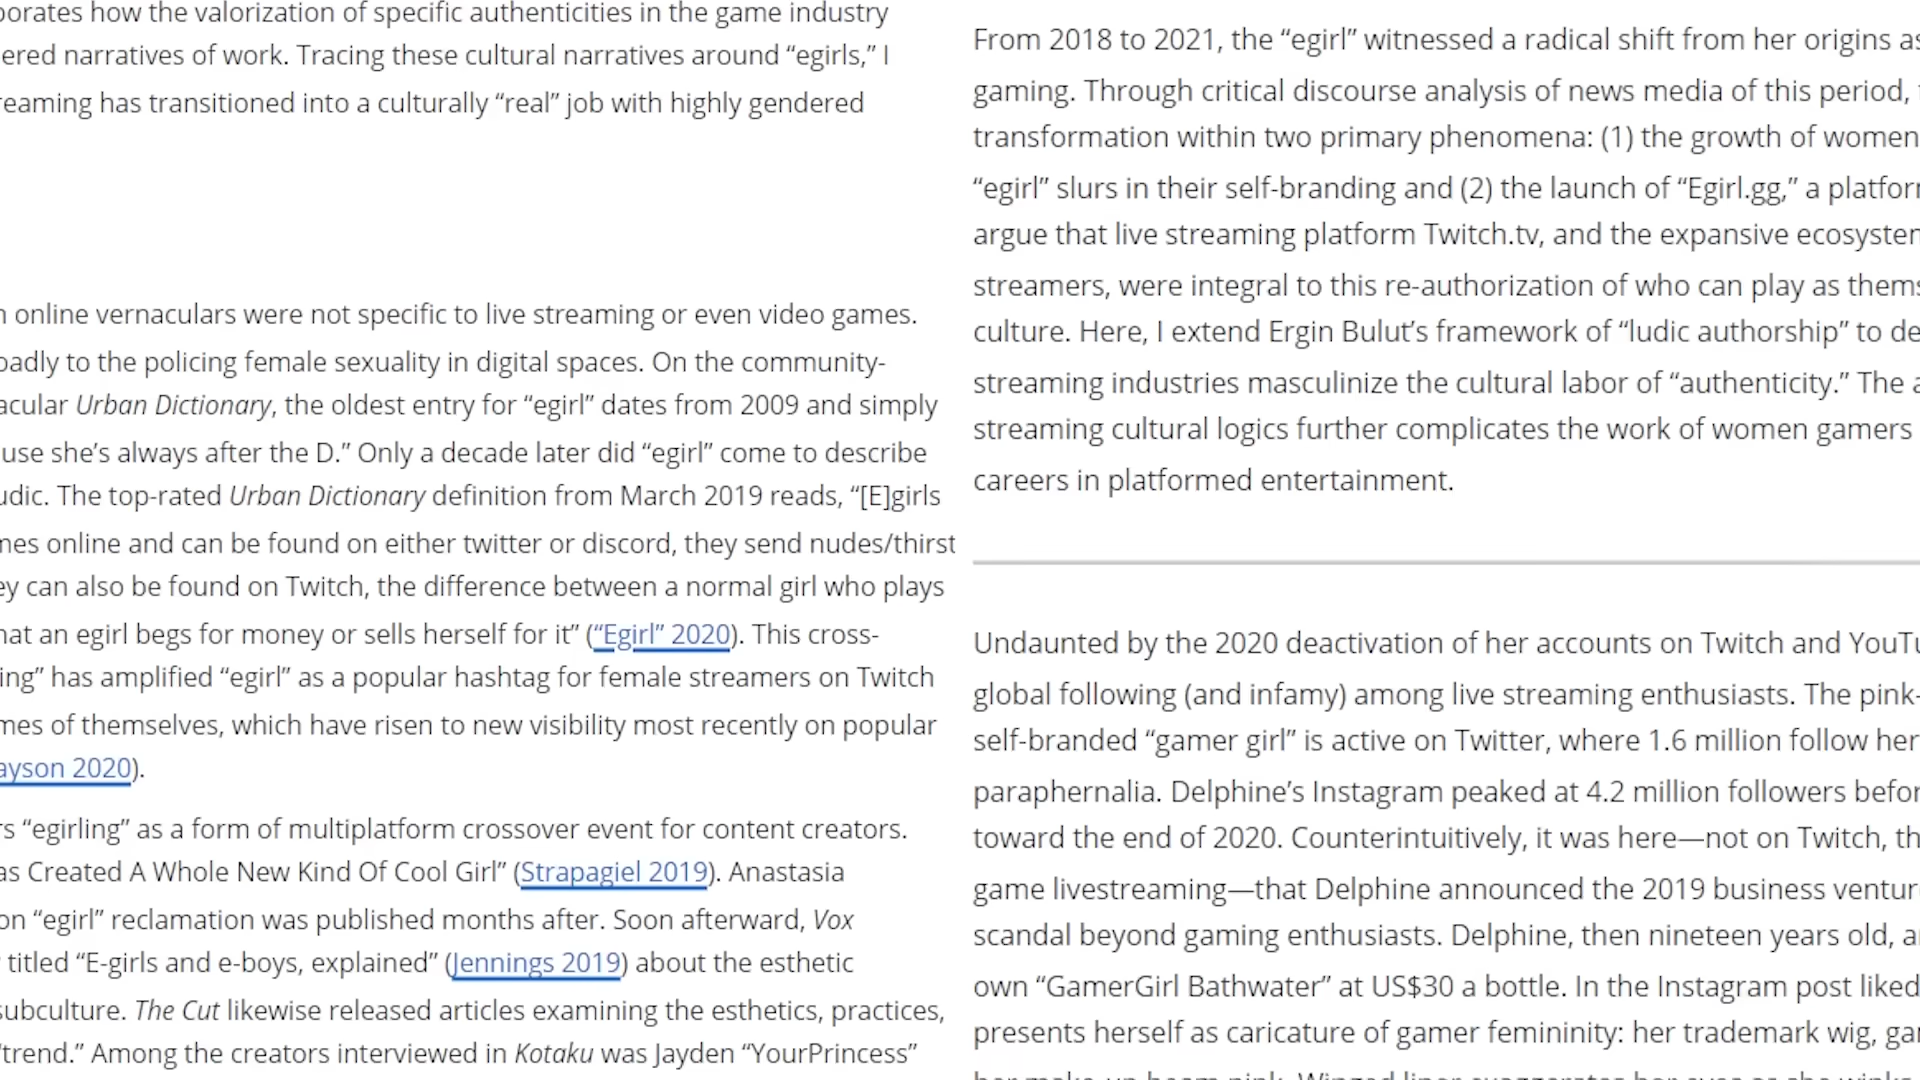 porates how the valorization of specific authenticities in the game industry
ered narratives of work. Tracing these cultural narratives around “egirls,” I
reaming has transitioned into a culturally “real” job with highly gendered
n online vernaculars were not specific to live streaming or even video games.
oadly to the policing female sexuality in digital spaces. On the community-
acular Urban Dictionary, the oldest entry for “egirl” dates from 2009 and simply
use she’s always after the D.” Only a decade later did “egirl” come to describe
udic. The top-rated Urban Dictionary definition from March 2019 reads, “[E]girls
mes online and can be found on either twitter or discord, they send nudes/thirst
ey can also be found on Twitch, the difference between a normal girl who plays
hat an egirl begs for money or sells herself for it” (“Egirl” 2020). This cross-
ing” has amplified “egirl” as a popular hashtag for female streamers on Twitch
mes of themselves, which have risen to new visibility most recently on popular
ayson 2020).
rs “egirling” as a form of multiplatform crossover event for content creators.
as Created A Whole New Kind Of Cool Girl” (Strapagiel 2019). Anastasia
on “egirl” reclamation was published months after. Soon afterward, Vox
titled “E-girls and e-boys, explained” (Jennings 2019) about the esthetic
subculture. The Cut likewise released articles examining the esthetics, practices,
“trend.” Among the creators interviewed in Kotaku was Jayden “YourPrincess”
From 2018 to 2021, the “egirl” witnessed a radical shift from her origins as
gaming. Through critical discourse analysis of news media of this period,
transformation within two primary phenomena: (1) the growth of women
“egirl” slurs in their self-branding and (2) the launch of “Egirl.gg,” a platfor
argue that live streaming platform Twitch.tv, and the expansive ecosystem
streamers, were integral to this re-authorization of who can play as thems
culture. Here, I extend Ergin Bulut’s framework of “ludic authorship” to de
streaming industries masculinize the cultural labor of “authenticity.” The a
streaming cultural logics further complicates the work of women gamers
careers in platformed entertainment.
Undaunted by the 2020 deactivation of her accounts on Twitch and YouTu
global following (and infamy) among live streaming enthusiasts. The pink-
self-branded “gamer girl” is active on Twitter, where 1.6 million follow her
paraphernalia. Delphine’s Instagram peaked at 4.2 million followers befor
toward the end of 2020. Counterintuitively, it was here—not on Twitch, th
game livestreaming—that Delphine announced the 2019 business ventur
scandal beyond gaming enthusiasts. Delphine, then nineteen years old, a
own “GamerGirl Bathwater” at US$30 a bottle. In the Instagram post liked
presents herself as caricature of gamer femininity: her trademark wig, ga